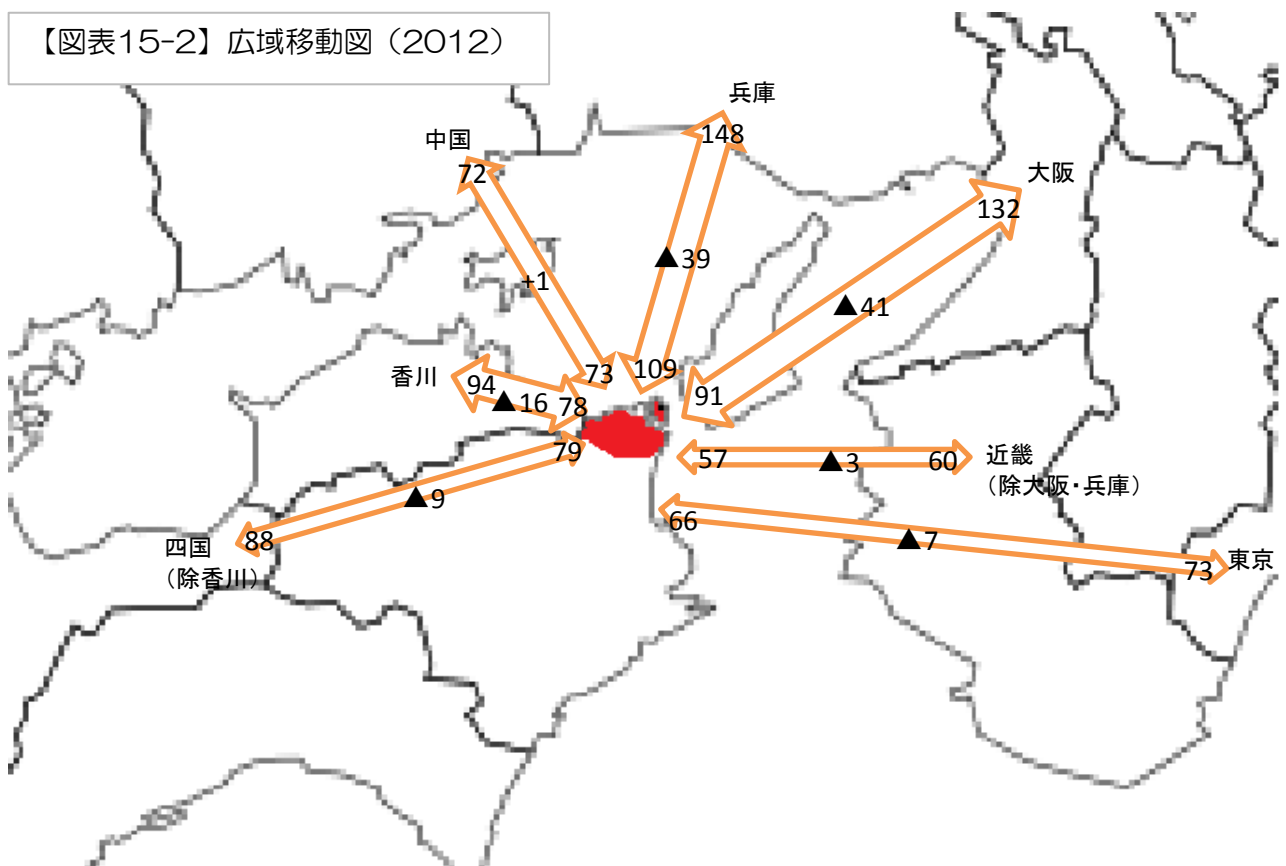 【図表15-2】広域移動図（2012）
兵庫
148
中国
72
大阪
132
▲39
+1
▲41
香川
94
73
109
91
▲16
78
79
57
▲3
60
近畿
（除大阪・兵庫）
▲9
66
▲7
73
東京
88
四国
（除香川）